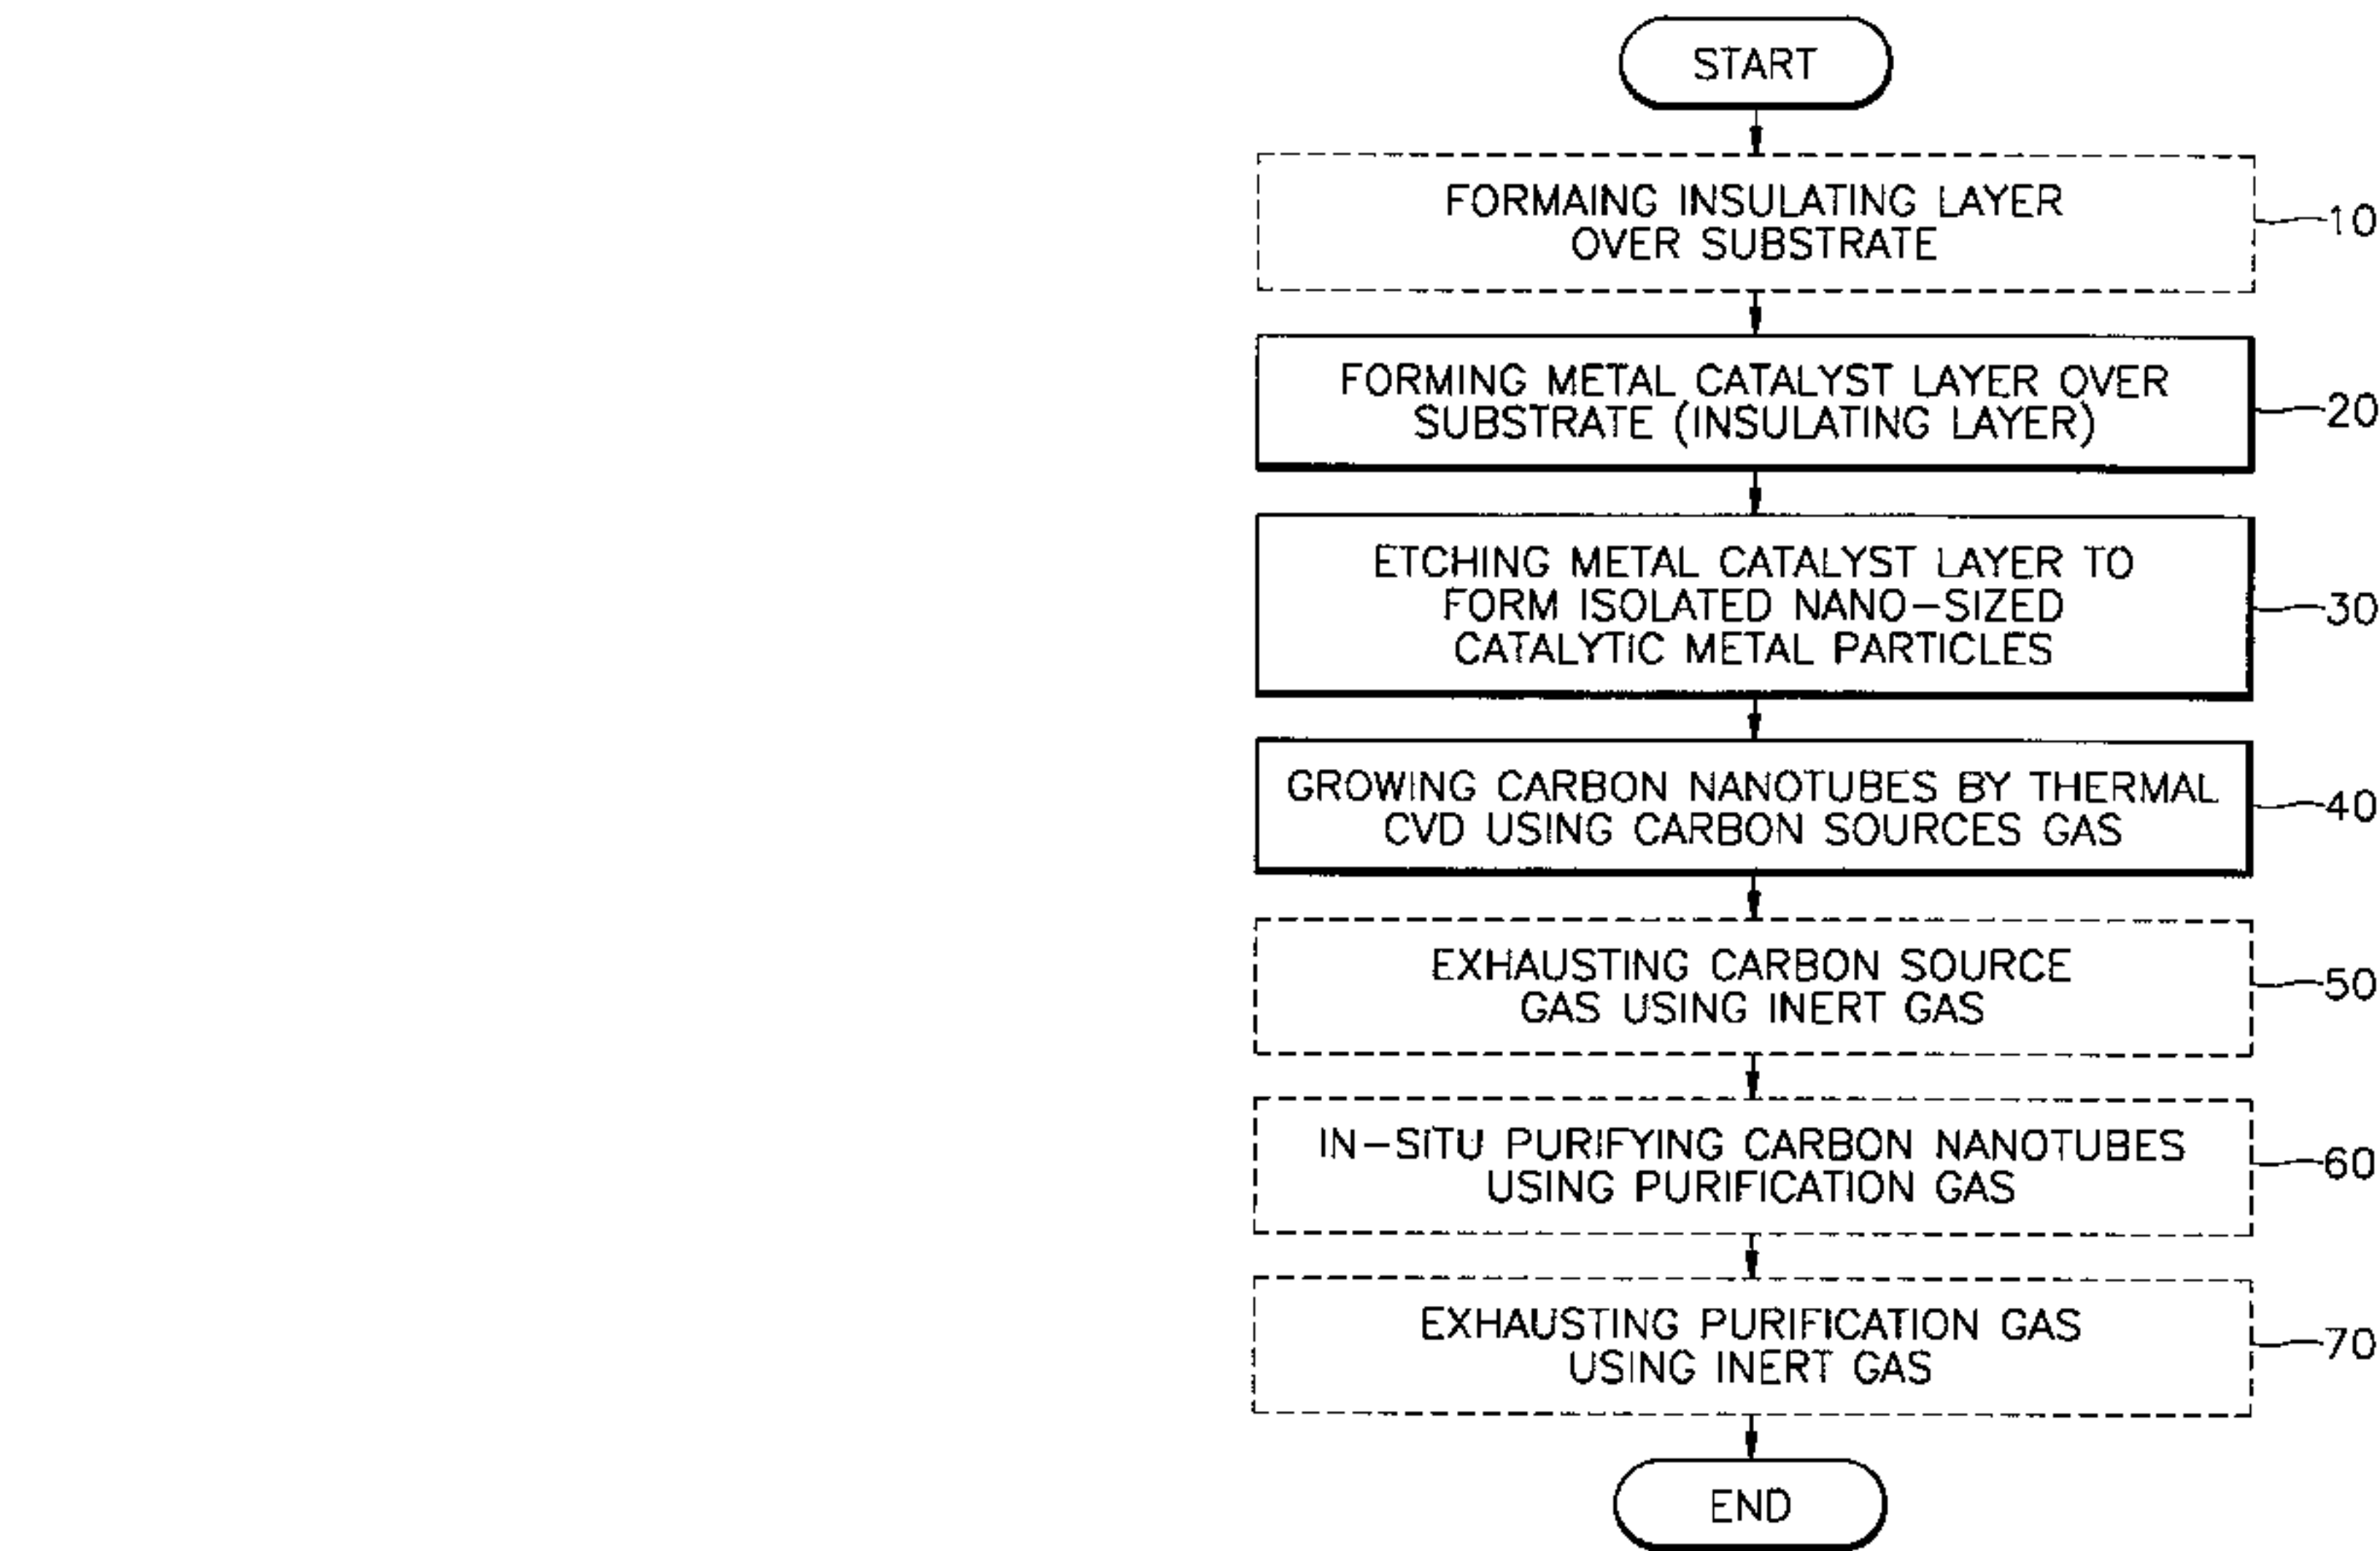 START
FORMAING INSULATING LAYER
OVER SUBSTRATE
10
FORMING METAL CATALYST LAYER OVER
SUBSTRATE (INSULATING LAYER)
20
ETCHING METAL CATALYST LAYER TO
FORM ISOLATED NANO-SIZED
CATALYTIC METAL PARTICLES
30
GROWING CARBON NANOTUBES BY THERMAL
CVD USING CARBON SOURCES GAS
40
EXHAUSTING CARBON SOURCE
GAS USING INERT GAS
50
IN-SITU PURIFYING CARBON NANOTUBES
USING PURIFICATION GAS
60
EXHAUSTING PURIFICATION GAS
USING INERT GAS
70
END